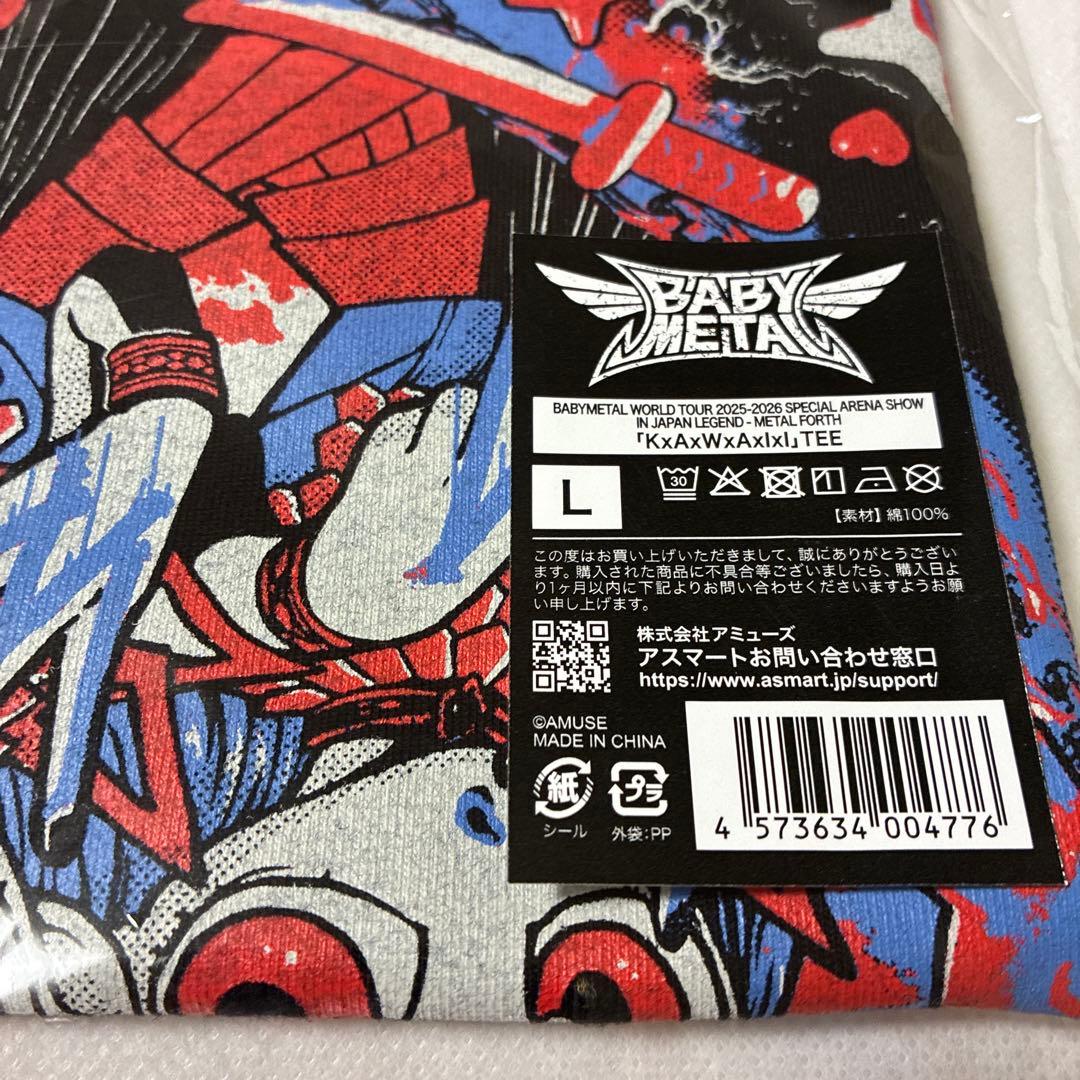 BABY
METAL
BABYMETAL WORLD TOUR 2025-2026 SPECIAL ARENA SHOW
IN JAPAN LEGEND - METAL FORTH
「KxAxWxAxIxI」TEE
L
30
【素材】綿100%
この度はお買い上げいただきまして、誠にありがとうござい
ます。購入された商品に不具合等ございましたら、購入日よ
り1ヶ月以内に下記よりお問い合わせくださいますようお願
い申し上げます。
株式会社アミューズ
アスマートお問い合わせ窓口
https://www.asmart.jp/support/
©AMUSE
MADE IN CHINA
紙
シール
プラ
外袋:PP
4 573634 004776